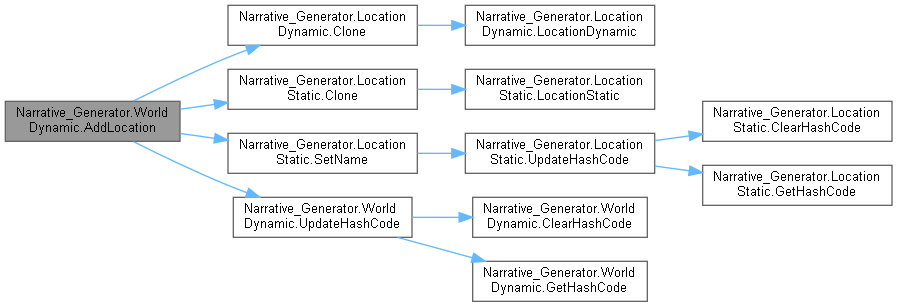 Narrative_Generator.World
Dynamic.AddLocation
Narrative_Generator.Location
Dynamic.Clone
Narrative_Generator.Location
Dynamic.LocationDynamic
Narrative_Generator.Location
Static.Clone
Narrative_Generator.Location
Static.LocationStatic
Narrative_Generator.Location
Static.SetName
Narrative_Generator.Location
Static.UpdateHashCode
Narrative_Generator.Location
Static.ClearHashCode
Narrative_Generator.Location
Static.GetHashCode
Narrative_Generator.World
Dynamic.UpdateHashCode
Narrative_Generator.World
Dynamic.ClearHashCode
Narrative_Generator.World
Dynamic.GetHashCode